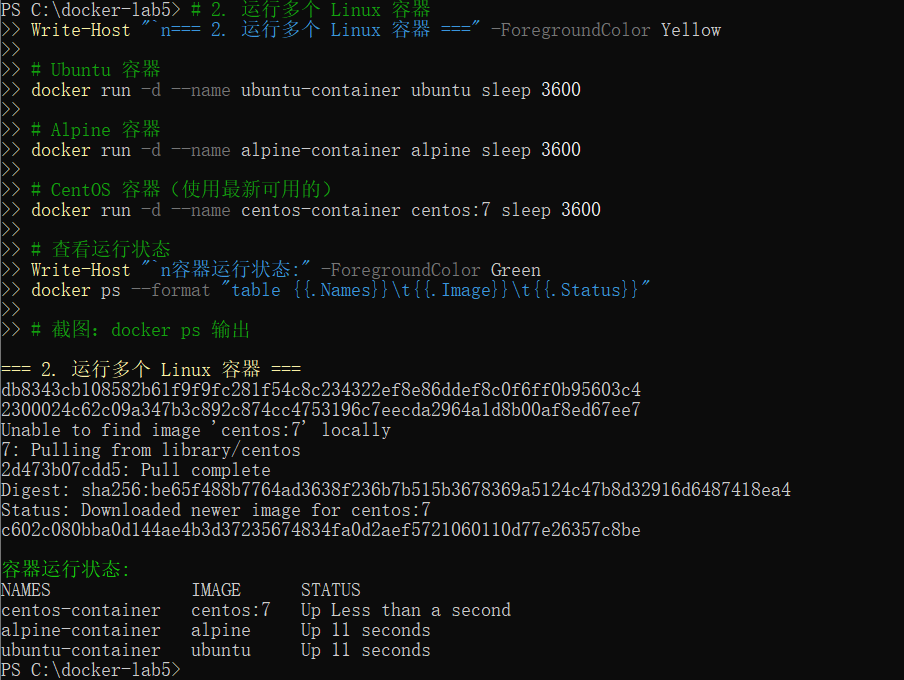 PS C:\docker-lab5> # 2. 运行多个 Linux 容器
>> Write-Host "`n=== 2. 运行多个 Linux 容器 ===" -ForegroundColor Yellow
>>
>> # Ubuntu 容器
>> docker run -d --name ubuntu-container ubuntu sleep 3600
>>
>> # Alpine 容器
>> docker run -d --name alpine-container alpine sleep 3600
>>
>> # CentOS 容器（使用最新可用的）
>> docker run -d --name centos-container centos:7 sleep 3600
>>
>> # 查看运行状态
>> Write-Host "`n容器运行状态:" -ForegroundColor Green
>> docker ps --format "table {{.Names}}\t{{.Image}}\t{{.Status}}"
>>
>> # 截图：docker ps 输出
=== 2. 运行多个 Linux 容器 ===
db8343cb108582b61f9f9fc281f54c8c234322ef8e86ddef8c0f6ff0b95603c4
2300024c62c09a347b3c892c874cc4753196c7eecda2964a1d8b00af8ed67ee7
Unable to find image 'centos:7' locally
7: Pulling from library/centos
2d473b07cdd5: Pull complete
Digest: sha256:be65f488b7764ad3638f236b7b515b3678369a5124c47b8d32916d6487418ea4
Status: Downloaded newer image for centos:7
c602c080bba0d144ae4b3d37235674834fa0d2aef5721060110d77e26357c8be
容器运行状态:
NAMES IMAGE STATUS
centos-container centos:7 Up Less than a second
alpine-container alpine Up 11 seconds
ubuntu-container ubuntu Up 11 seconds
PS C:\docker-lab5>